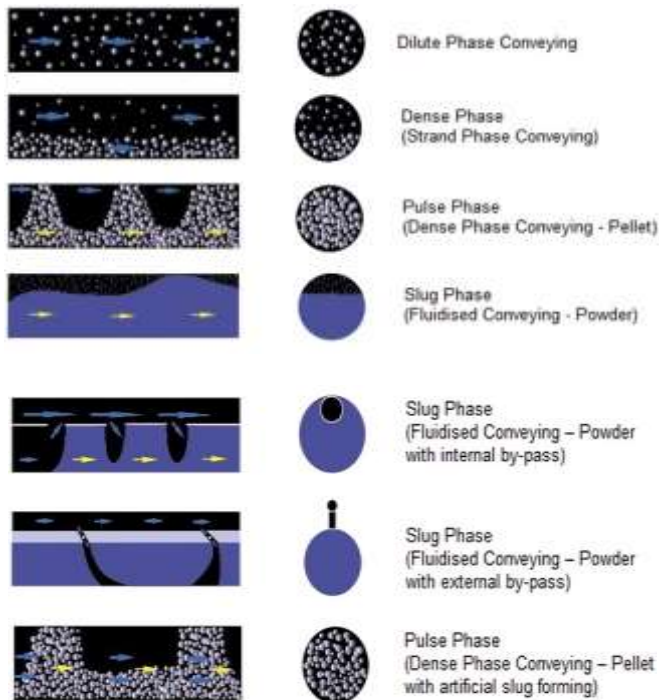 Dilute Phase Conveying
Dense Phase
(Strand Phase Conveying)
Pulse Phase
(Dense Phase Conveying - Pellet)
Slug Phase
(Fluidised Conveying - Powder)
Slug Phase
(Fluidised Conveying – Powder
with internal by-pass)
Slug Phase
(Fluidised Conveying – Powder
with external by-pass)
Pulse Phase
(Dense Phase Conveying – Pellet
with artificial slug forming)